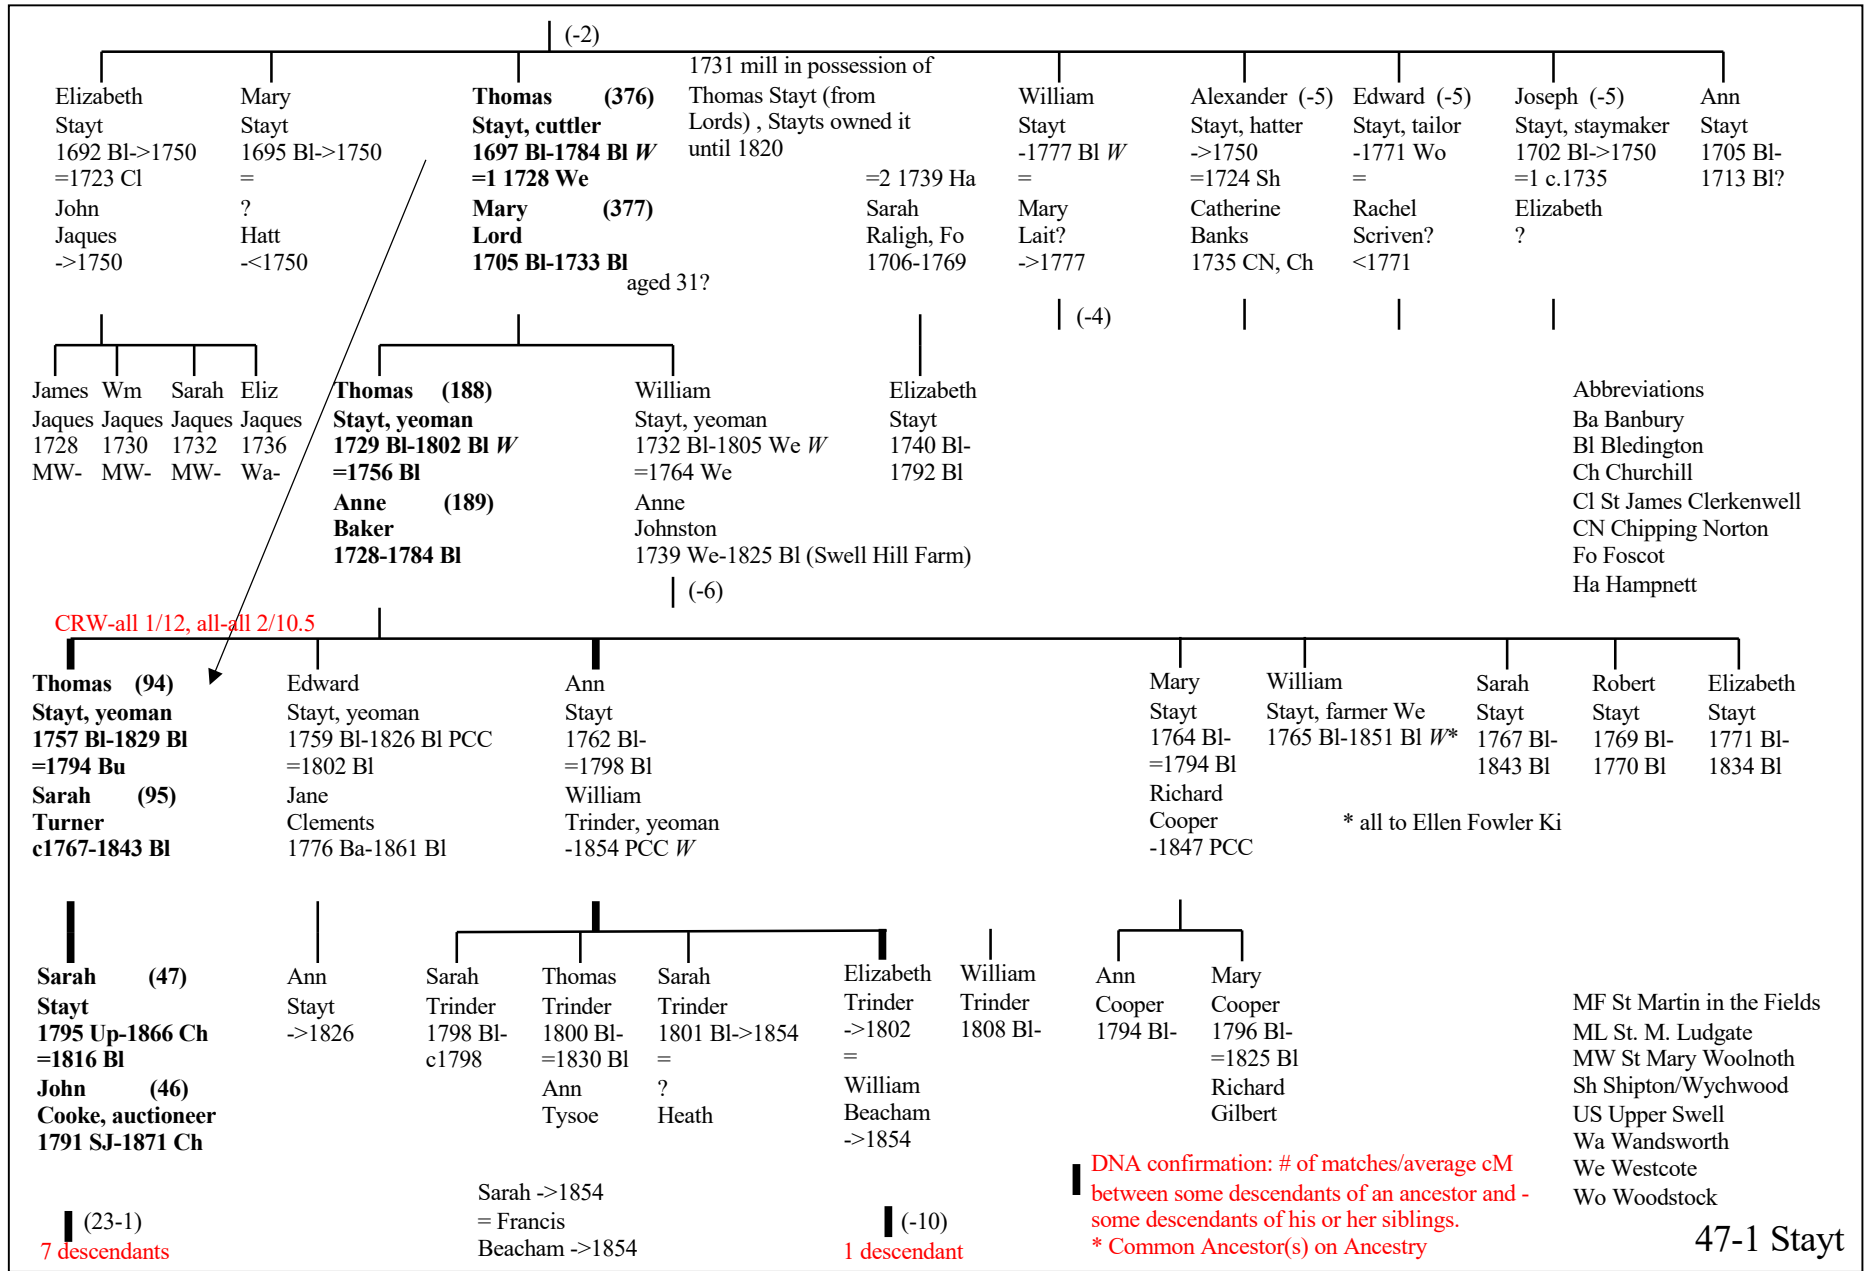 (-2)
Elizabeth
Stayt
1692 Bl->1750
=1723 Cl
John
Jaques
->1750
Mary
Stayt
1695 Bl->1750
=
?
Hatt
-<1750
Thomas (376)
Stayt, cuttler
1697 Bl-1784 Bl W
=1 1728 We
Mary (377)
Lord
1705 Bl-1733 Bl
aged 31?
1731 mill in possession of
Thomas Stayt (from
Lords) , Stayts owned it
until 1820
=2 1739 Ha
Sarah
Raligh, Fo
1706-1769
William
Stayt
-1777 Bl W
=
Mary
Lait?
->1777
Alexander (-5)
Stayt, hatter
->1750
=1724 Sh
Catherine
Banks
1735 CN, Ch
Edward (-5)
Stayt, tailor
-1771 Wo
=
Rachel
Scriven?
<1771
Joseph (-5)
Stayt, staymaker
1702 Bl->1750
=1 c.1735
Elizabeth
?
Ann
Stayt
1705 Bl-
1713 Bl?
(-4)
James
Jaques
1728
MW-
Wm
Jaques
1730
MW-
Sarah
Jaques
1732
MW-
Eliz
Jaques
1736
Wa-
Thomas (188)
Stayt, yeoman
1729 Bl-1802 Bl W
=1756 Bl
Anne (189)
Baker
1728-1784 Bl
William
Stayt, yeoman
1732 Bl-1805 We W
=1764 We
Anne
Johnston
1739 We-1825 Bl (Swell Hill Farm)
(-6)
Elizabeth
Stayt
1740 Bl-
1792 Bl
Abbreviations
Ba Banbury
Bl Bledington
Ch Churchill
Cl St James Clerkenwell
CN Chipping Norton
Fo Foscot
Ha Hampnett
CRW-all 1/12, all-all 2/10.5
Thomas (94)
Stayt, yeoman
1757 Bl-1829 Bl
=1794 Bu
Sarah (95)
Turner
c1767-1843 Bl
Edward
Stayt, yeoman
1759 Bl-1826 Bl PCC
=1802 Bl
Jane
Clements
1776 Ba-1861 Bl
Ann
Stayt
1762 Bl-
=1798 Bl
William
Trinder, yeoman
-1854 PCC W
Mary
Stayt
1764 Bl-
=1794 Bl
Richard
Cooper
-1847 PCC
William
Stayt, farmer We
1765 Bl-1851 Bl W*
* all to Ellen Fowler Ki
Sarah
Stayt
1767 Bl-
1843 Bl
Robert
Stayt
1769 Bl-
1770 Bl
Elizabeth
Stayt
1771 Bl-
1834 Bl
Sarah (47)
Stayt
1795 Up-1866 Ch
=1816 Bl
John (46)
Cooke, auctioneer
1791 SJ-1871 Ch
Ann
Stayt
->1826
Sarah
Trinder
1798 Bl-
c1798
Thomas
Trinder
1800 Bl-
=1830 Bl
Ann
Tysoe
Sarah
Trinder
1801 Bl->1854
=
?
Heath
Elizabeth
Trinder
->1802
=
William
Beacham
->1854
William
Trinder
1808 Bl-
Ann
Cooper
1794 Bl-
Mary
Cooper
1796 Bl-
=1825 Bl
Richard
Gilbert
MF St Martin in the Fields
ML St. M. Ludgate
MW St Mary Woolnoth
Sh Shipton/Wychwood
US Upper Swell
Wa Wandsworth
We Westcote
Wo Woodstock
(23-1)
7 descendants
Sarah ->1854
= Francis
Beacham ->1854
(-10)
1 descendant
DNA confirmation: # of matches/average cM
between some descendants of an ancestor and -
some descendants of his or her siblings.
* Common Ancestor(s) on Ancestry
47-1 Stayt